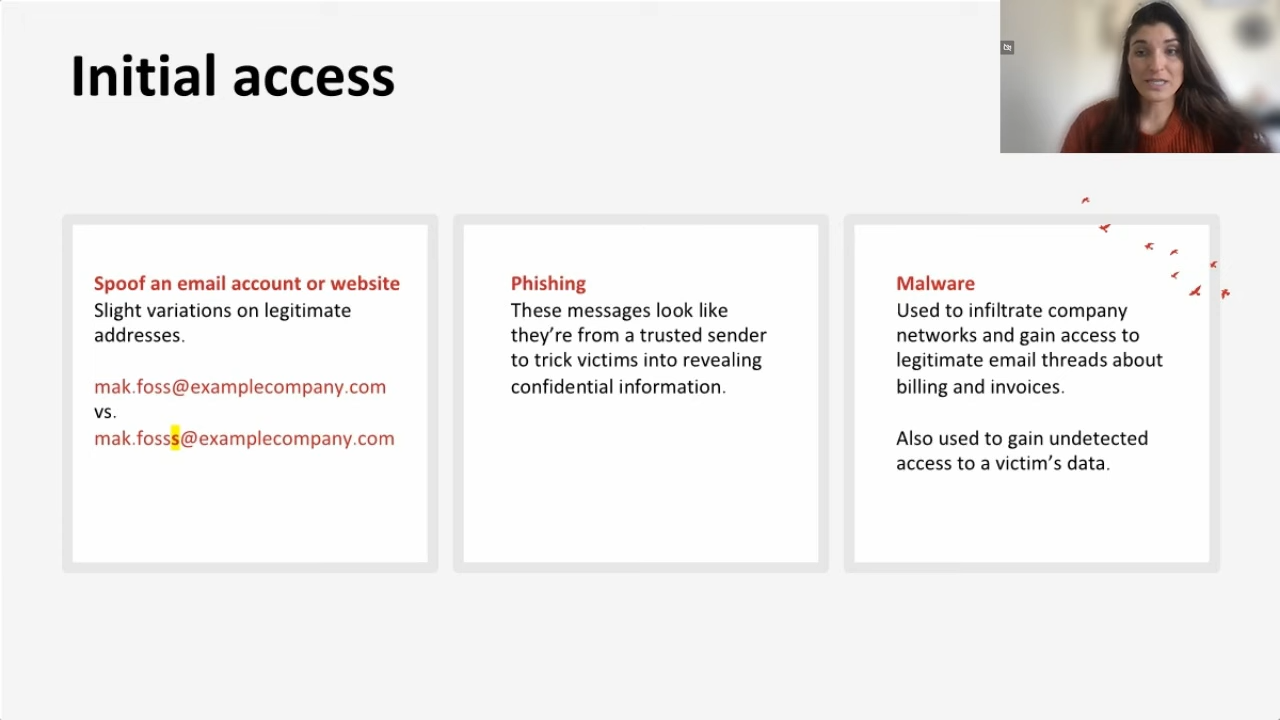 Initial access
Spoof an email account or website
Slight variations on legitimate
addresses.
mak.foss@examplecompany.com
vs.
mak.fosss@examplecompany.com
Phishing
These messages look like
they're from a trusted sender
to trick victims into revealing
confidential information.
Malware
Used to infiltrate company
networks and gain access to
legitimate email threads about
billing and invoices.
Also used to gain undetected
access to a victim's data.